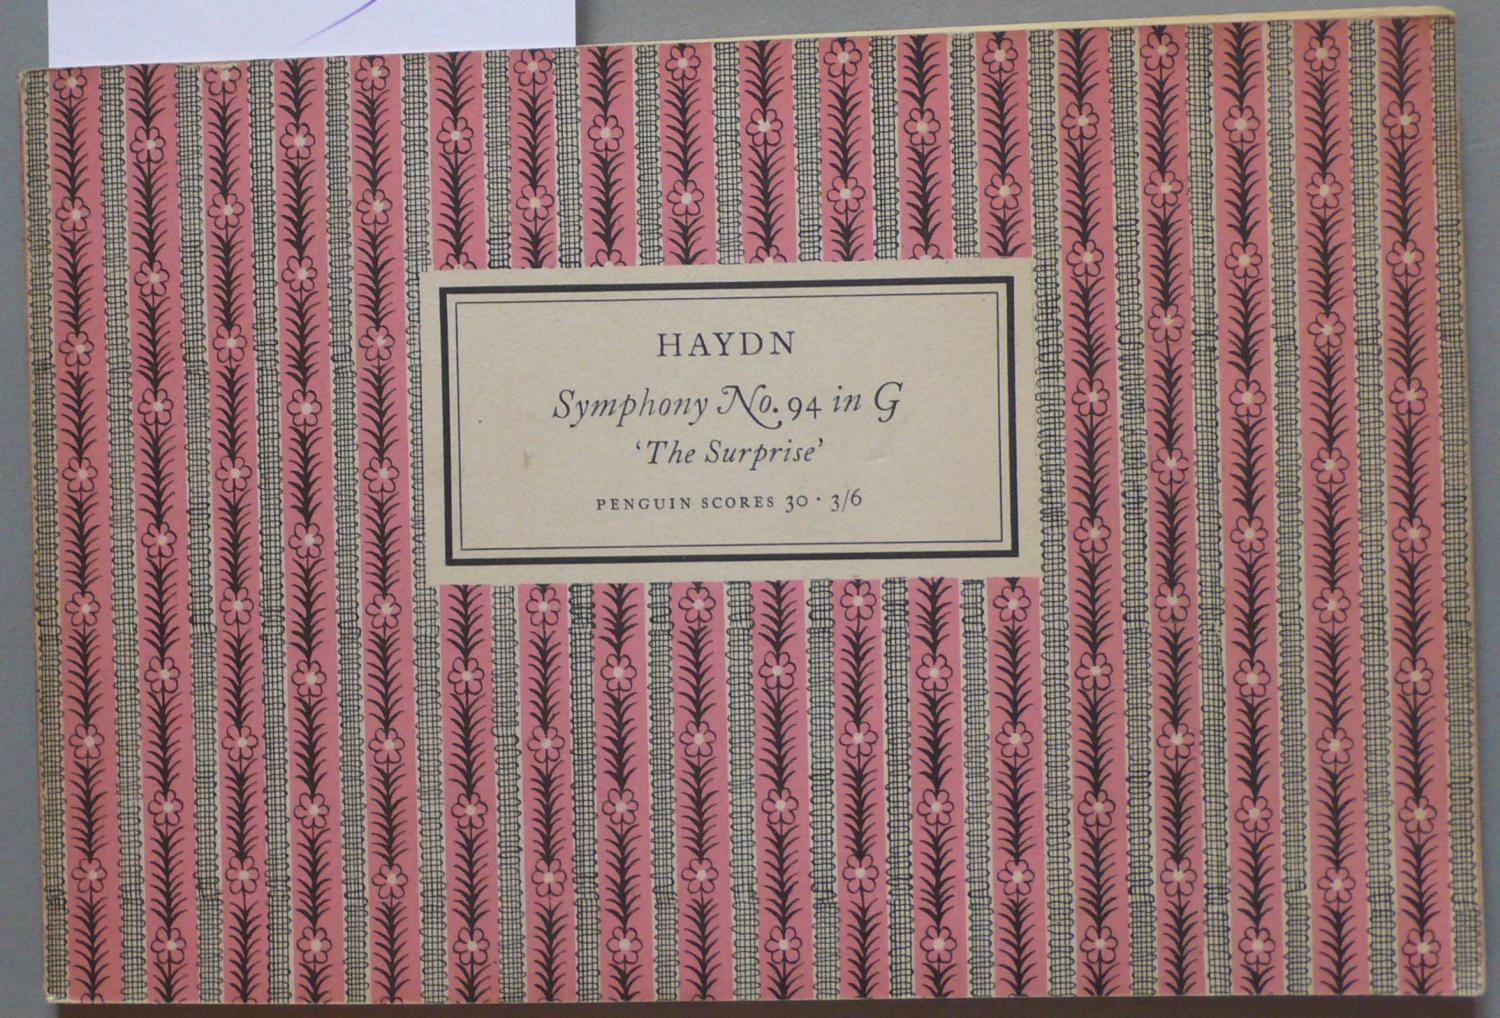 HAYDN
Symphony No. 94 in G
‘The Surprise’
PENGUIN SCORES 30 · 3/6